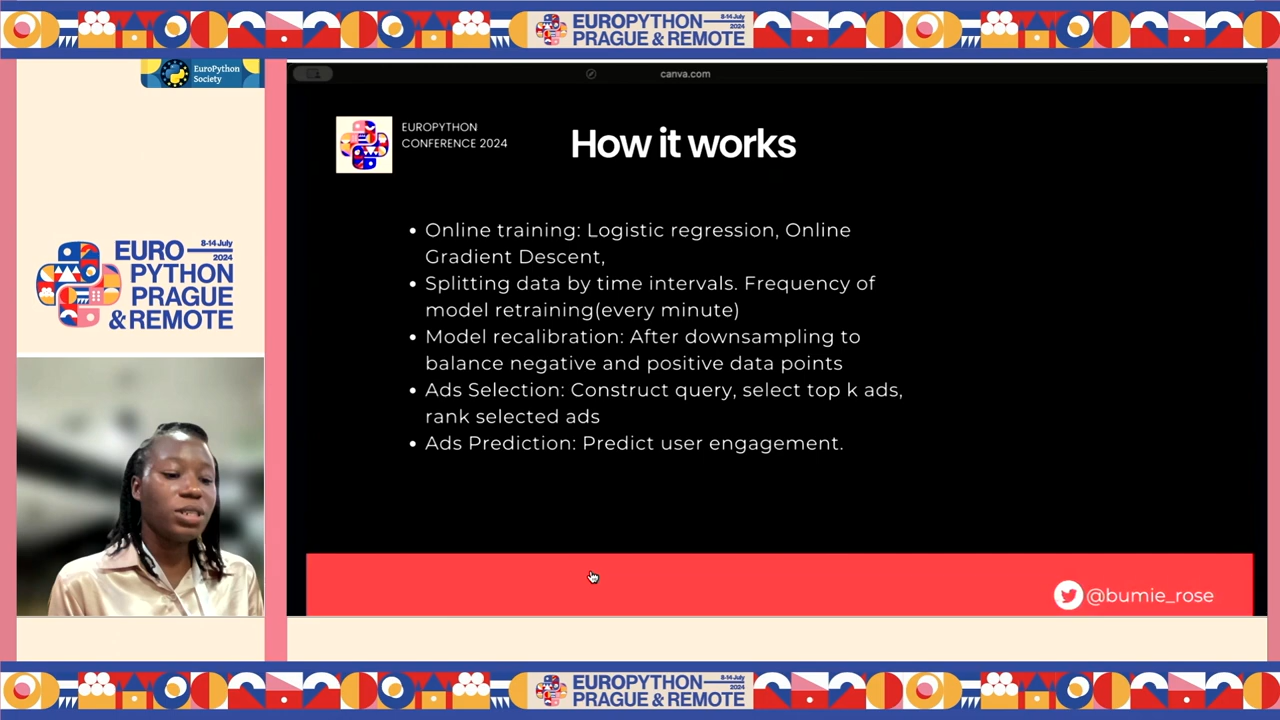 EUROPYTHON
8-14 July
2024
PRAGUE & REMOTE
EuroPython
Society
canva.com
EUROPYTHON
CONFERENCE 2024
How it works
• Online training: Logistic regression, Online
Gradient Descent,
• Splitting data by time intervals. Frequency of
model retraining(every minute)
• Model recalibration: After downsampling to
balance negative and positive data points
• Ads Selection: Construct query, select top k ads,
rank selected ads
• Ads Prediction: Predict user engagement.
EURO
8-14 July
2024
PYTHON
PRAGUE
& REMOTE
@bumie_rose
EUROPYTHON
8-14 July
2024
PRAGUE & REMOTE